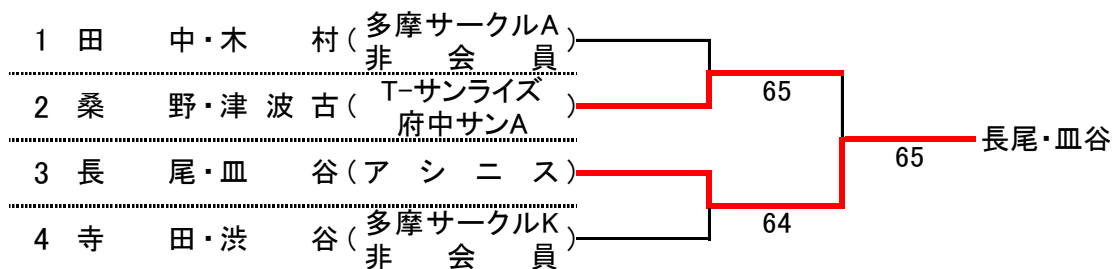 1 田 中・木 村(多摩サークルA 非 会 員)
65
2 桑 野・津 波 古(T-サンライズ 府中サンA)
長尾・皿谷
65
3 長 尾・皿 谷(ア シ ニ ス)
64
4 寺 田・渋 谷(多摩サークルK 非 会 員)